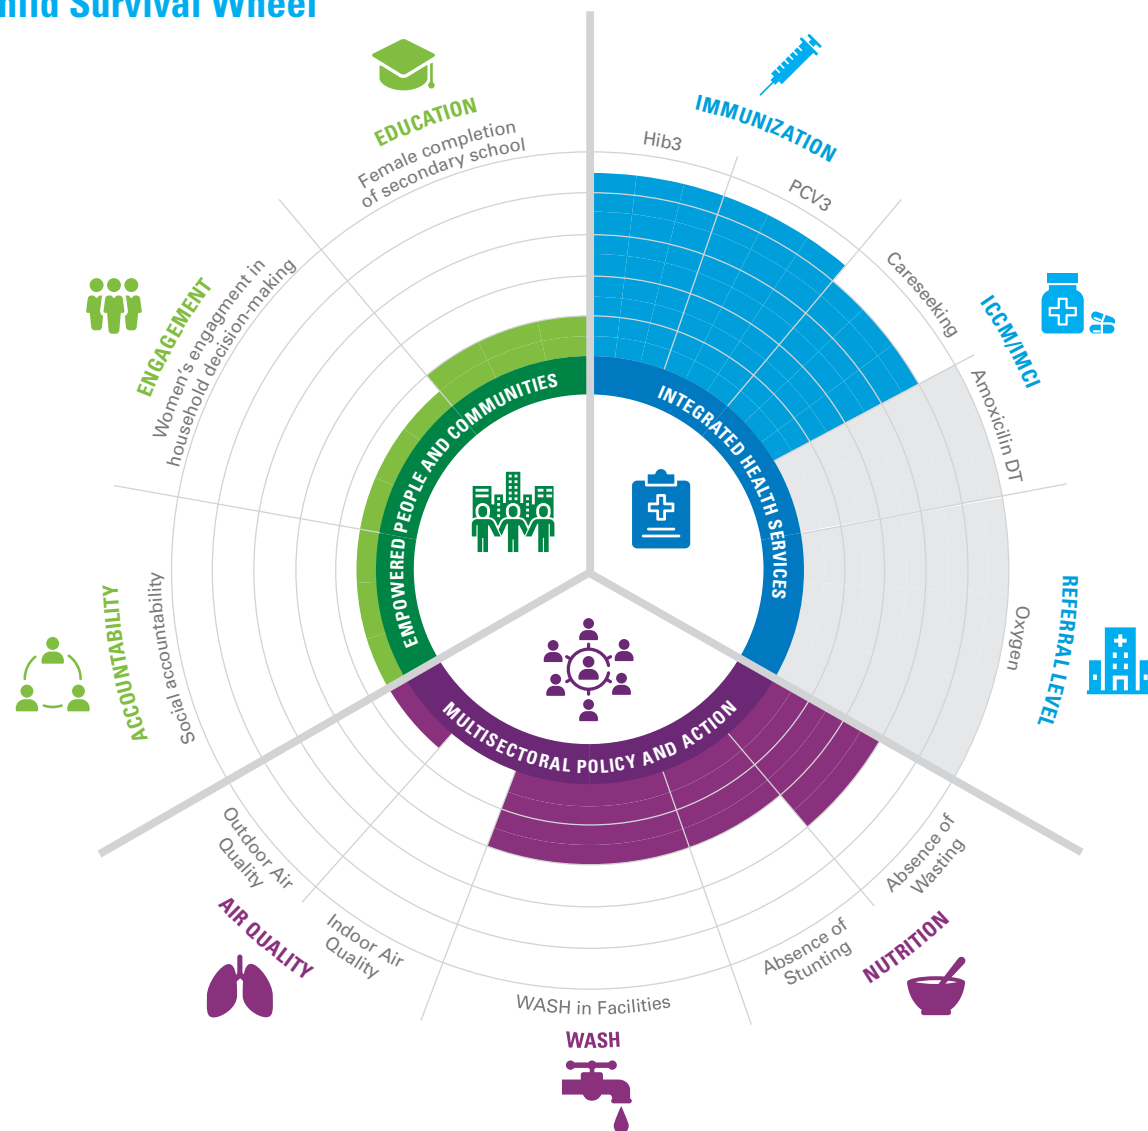 hild Survival Wheel
EDUCATION
Female completion
of secondary school
IMMUNIZATION
Hib3
PCV3
Careseeking
ICCM/IMCI
Amoxicilin DT
REFERRAL LEVEL
Oxygen
ENGAGEMENT
Women's engagment in
household decision-making
ACCOUNTABILITY
Social accountability
EMPOWERED PEOPLE AND COMMUNITIES
INTEGRATED HEALTH SERVICES
MULTISECTORAL POLICY AND ACTION
Outdoor Air
Quality
AIR QUALITY
Indoor Air
Quality
WASH in Facilities
WASH
Absence of
Stunting
Absence of
Wasting
NUTRITION